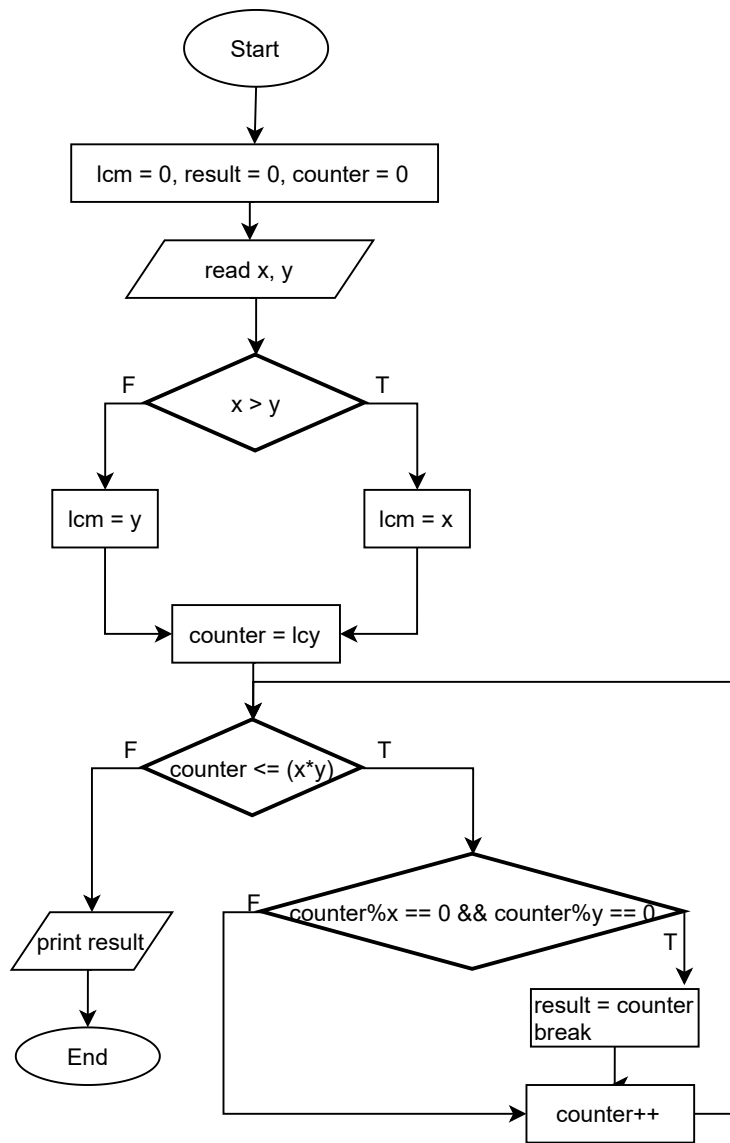 Start
lcm = 0, result = 0, counter = 0
read x, y
F
T
x > y
lcm = y
lcm = x
counter = lcy
F
T
counter <= (x*y)
F
counter%x == 0 && counter%y == 0
T
print result
result = counter
break
End
counter++